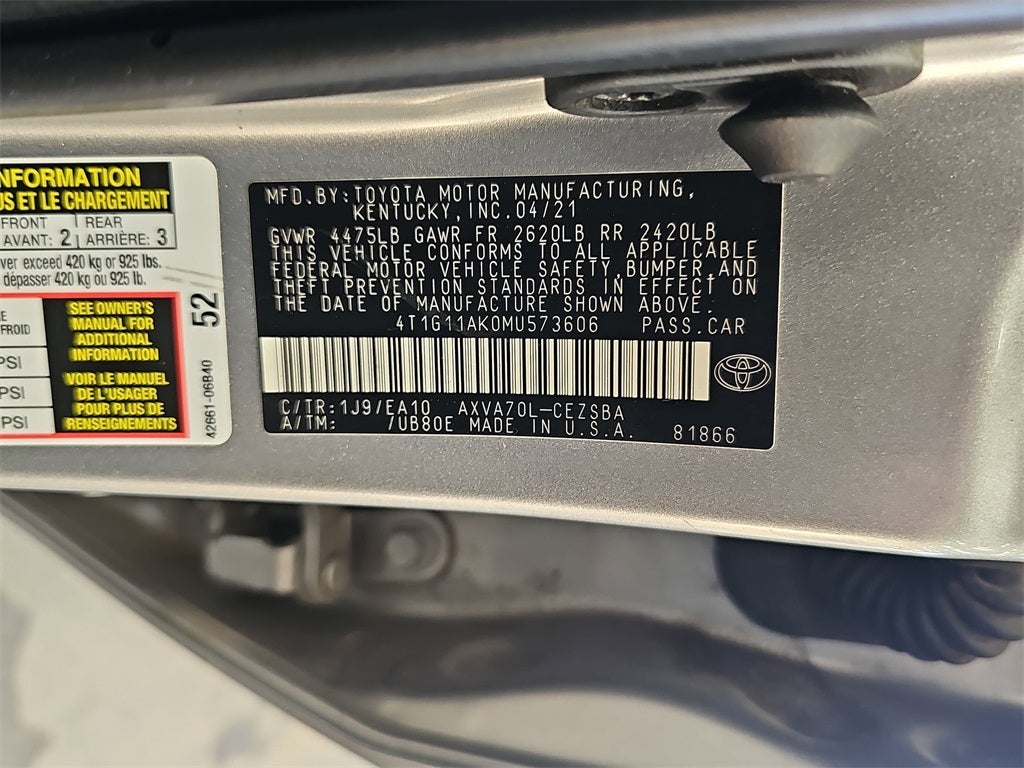 NFORMATION
US ET LE CHARGEMENT
FRONT
AVANT: 2
REAR
ARRIÈRE: 3
ver exceed 420 kg or 925 lbs.
dépasser 420 kg ou 925 lb.
FROID
PSI
PSI
PSI
SEE OWNER'S
MANUAL FOR
ADDITIONAL
INFORMATION
VOIR LE MANUEL
DE L'USAGER
POUR PLUS DE
RENSEIGNEMENTS
52
42661-06B40
MFD.BY:TOYOTA MOTOR MANUFACTURING,
KENTUCKY,INC.04/21
GVWR 4475LB GAWR FR 2620LB RR 2420LB
THIS VEHICLE CONFORMS TO ALL APPLICABLE
FEDERAL MOTOR VEHICLE SAFETY,BUMPER,AND
THEFT PREVENTION STANDARDS IN EFFECT ON
THE DATE OF MANUFACTURE SHOWN ABOVE.
4T1G11AK0MU573606 PASS.CAR
C/TR:1J9/EA10 AXVA70L-CEZSBA
A/TM: /UB80E MADE IN U.S.A. 81866